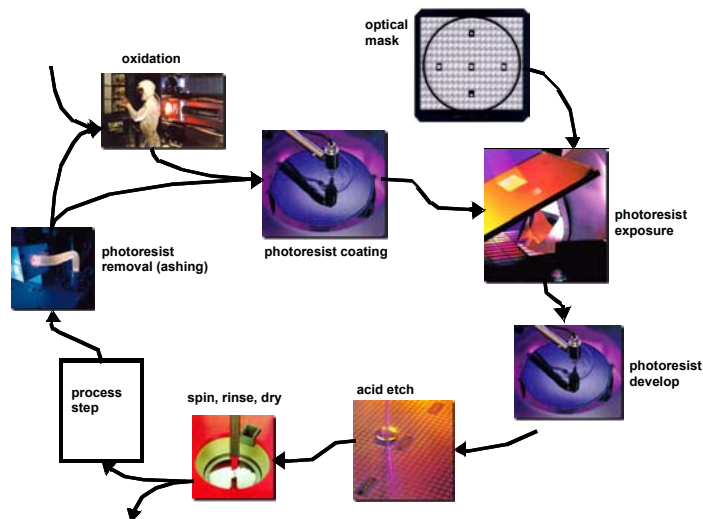 optical
mask
oxidation
photoresist coating
photoresist
exposure
photoresist
removal (ashing)
photoresist
develop
acid etch
spin, rinse, dry
process
step